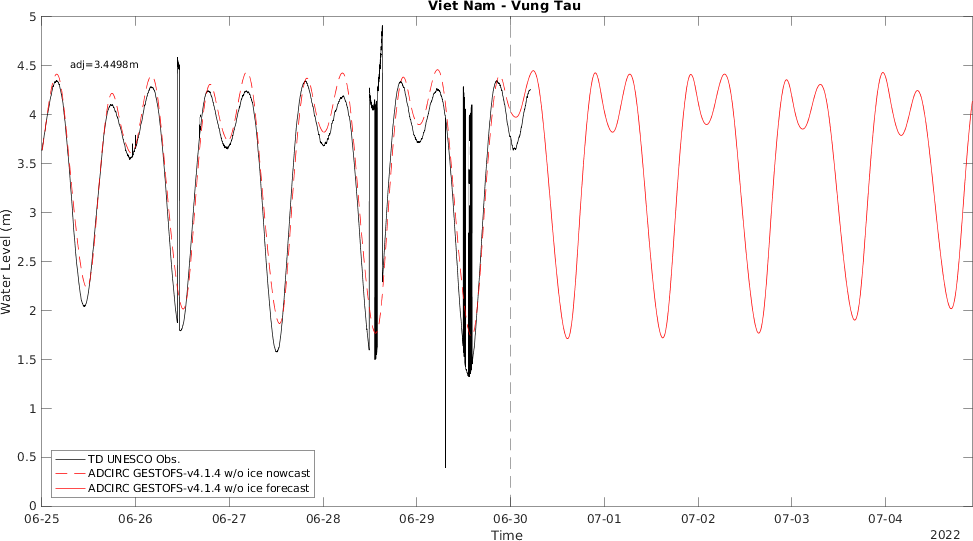 Viet Nam - Vung Tau
adj=3.4498m
Water Level (m)
5
4.5
4
3.5
3
2.5
2
1.5
1
0.5
0
TD UNESCO Obs.
ADCIRC GESTOFS-v4.1.4 w/o ice nowcast
ADCIRC GESTOFS-v4.1.4 w/o ice forecast
06-25 06-26 06-27 06-28 06-29 06-30 07-01 07-02 07-03 07-04
Time
2022